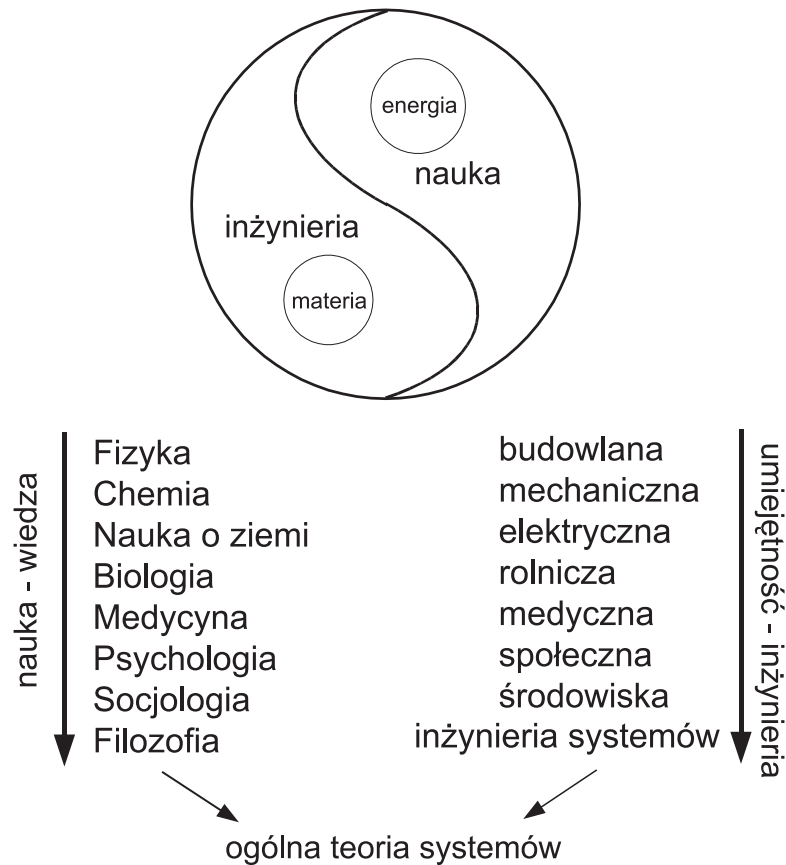 energia
nauka
inżynieria
materia
nauka - wiedza
Fizyka
Chemia
Nauka o ziemi
Biologia
Medycyna
Psychologia
Socjologia
Filozofia
budowlana
mechaniczna
elektryczna
rolnicza
medyczna
społeczna
środowiska
inżynieria systemów
umiejętność - inżynieria
ogólna teoria systemów